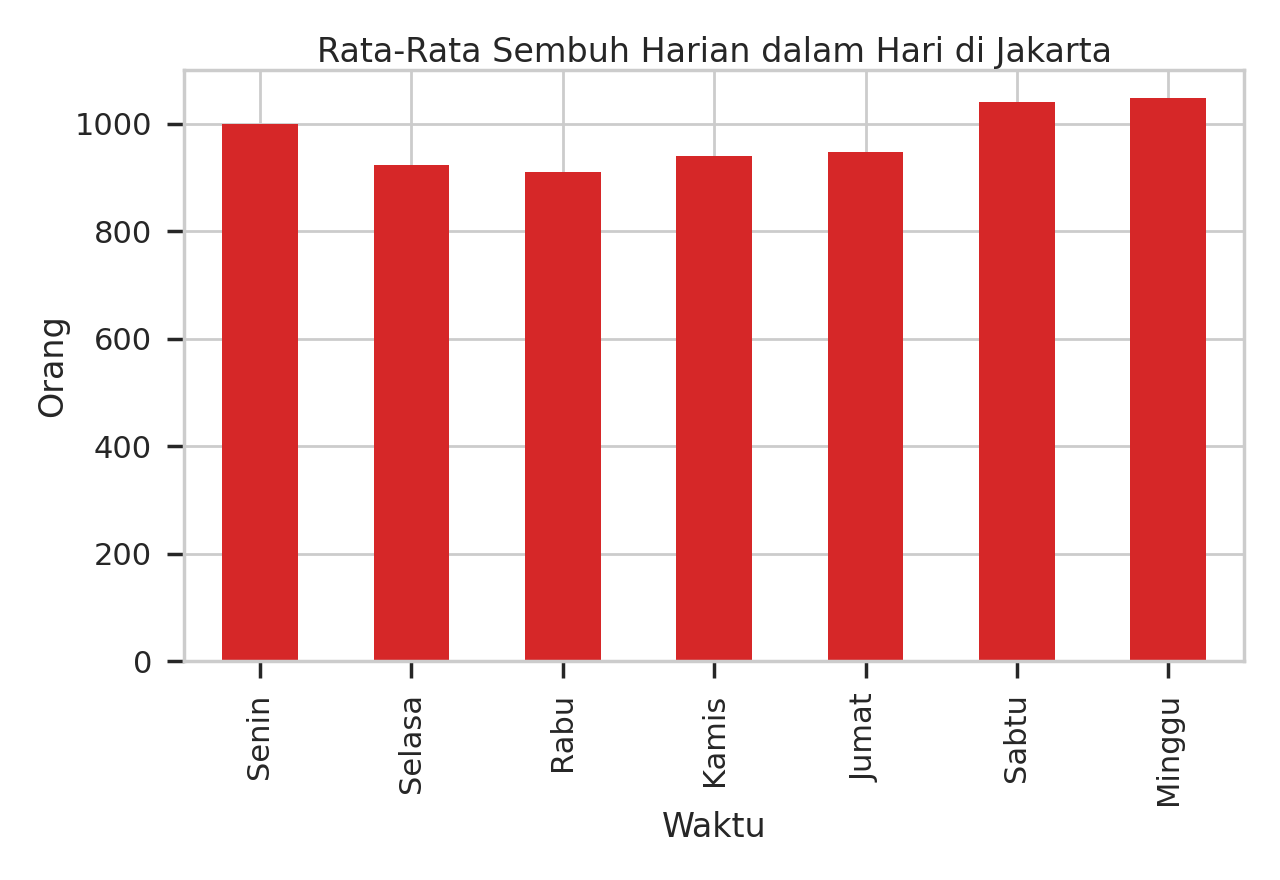 Rata-Rata Sembuh Harian dalam Hari di Jakarta
1000
800
600
400
200
0
Orang
Senin
Selasa
Rabu
Kamis
Jumat
Sabtu
Minggu
Waktu